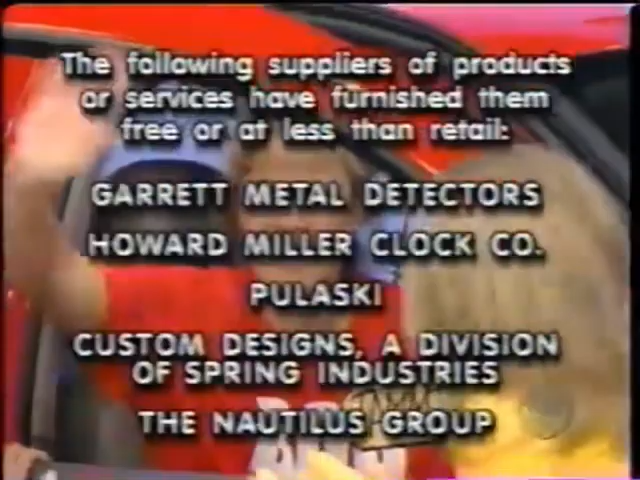 The following suppliers of products
or services have furnished them
free or at less than retail:
GARRETT METAL DETECTORS
HOWARD MILLER CLOCK CO.
PULASKI
CUSTOM DESIGNS, A DIVISION
OF SPRING INDUSTRIES
THE NAUTILUS GROUP